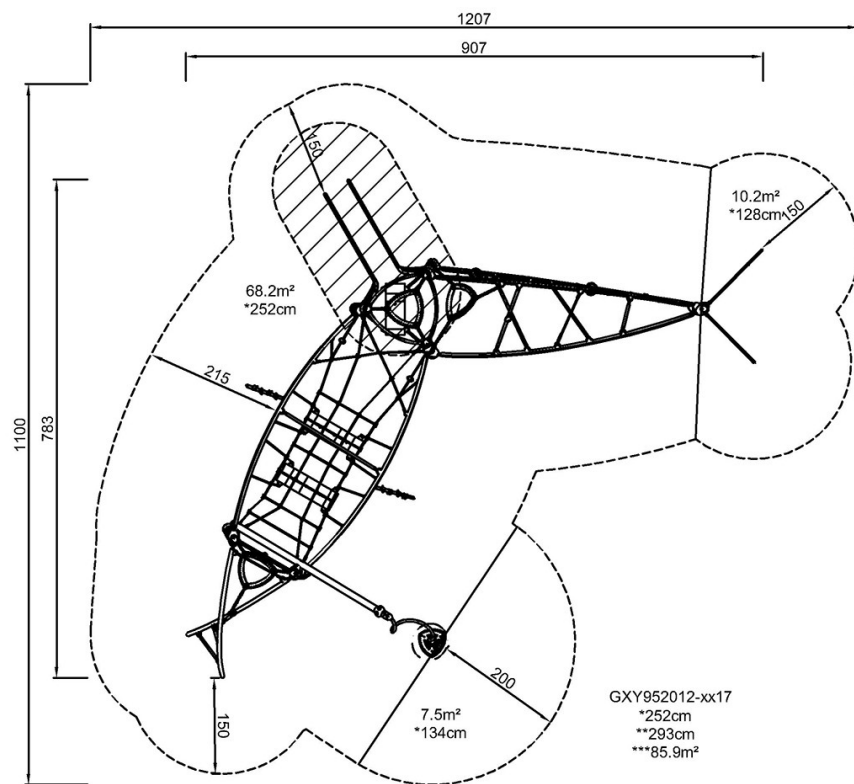 1207
907
150
10.2m²
*128cm
150
68.2m²
*252cm
215
1100
783
200
7.5m²
*134cm
150
GXY952012-xx17
*252cm
**293cm
***85.9m²